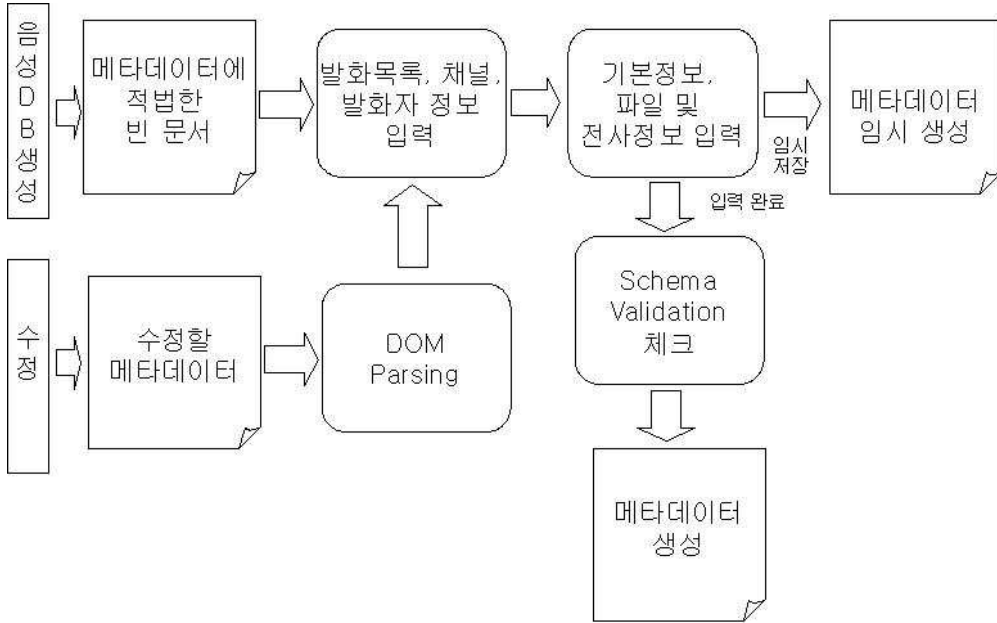 음
성
D
B
생
성
메타데이터에
적법한
빈 문서
발화목록, 채널,
발화자 정보
입력
기본정보,
파일 및
전사정보 입력
임시
저장
메타데이터
임시 생성
입력 완료
수
정
수정할
메타데이터
DOM
Parsing
Schema
Validation
체크
메타데이터
생성